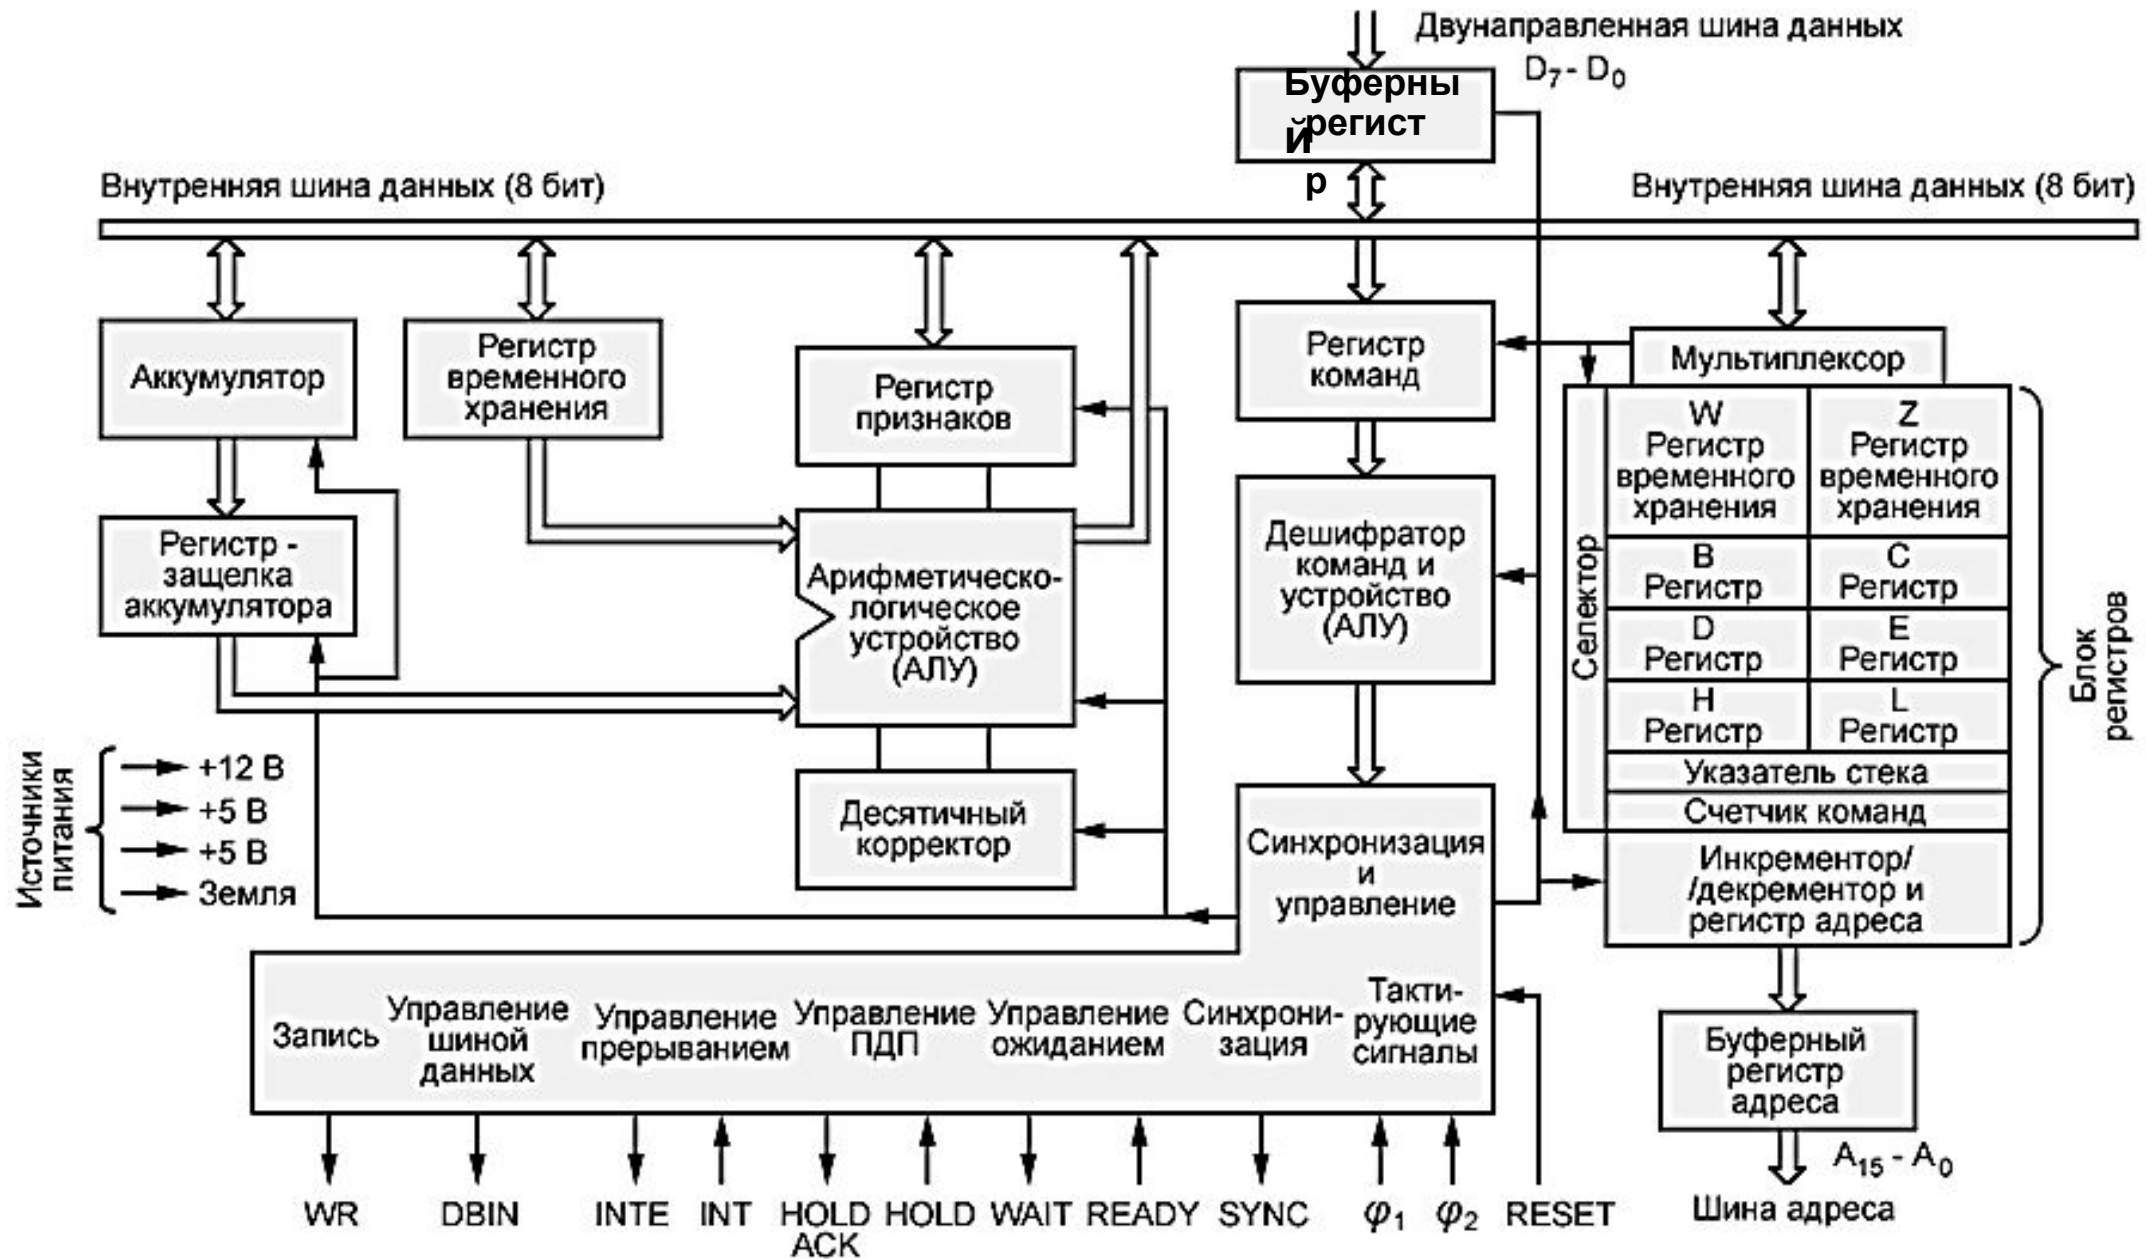 Двунаправленная шина данных
D7 - D0
Буферны
й
регист
р
Внутренняя шина данных (8 бит)
Внутренняя шина данных (8 бит)
Аккумулятор
Регистр
временного
хранения
Регистр
признаков
Регистр
команд
Мультиплексор
Регистр -
защелка
аккумулятора
Арифметическо-
логическое
устройство
(АЛУ)
Дешифратор
команд и
устройство
(АЛУ)
Селектор
W
Регистр
временного
хранения
Z
Регистр
временного
хранения
B
Регистр
C
Регистр
D
Регистр
E
Регистр
H
Регистр
L
Регистр
Указатель стека
Счетчик команд
Инкрементор/
/декрементор и
регистр адреса
Блок
регистров
Источники
питания
+12 В
+5 В
+5 В
Земля
Десятичный
корректор
Синхронизация
и
управление
Запись
Управление
шиной
данных
Управление
прерыванием
Управление
ПДП
Управление
ожиданием
Синхрони-
зация
Такти-
рующие
сигналы
Буферный
регистр
адреса
A15 - A0
Шина адреса
WR
DBIN
INTE
INT
HOLD
ACK
HOLD
WAIT
READY
SYNC
φ1
φ2
RESET